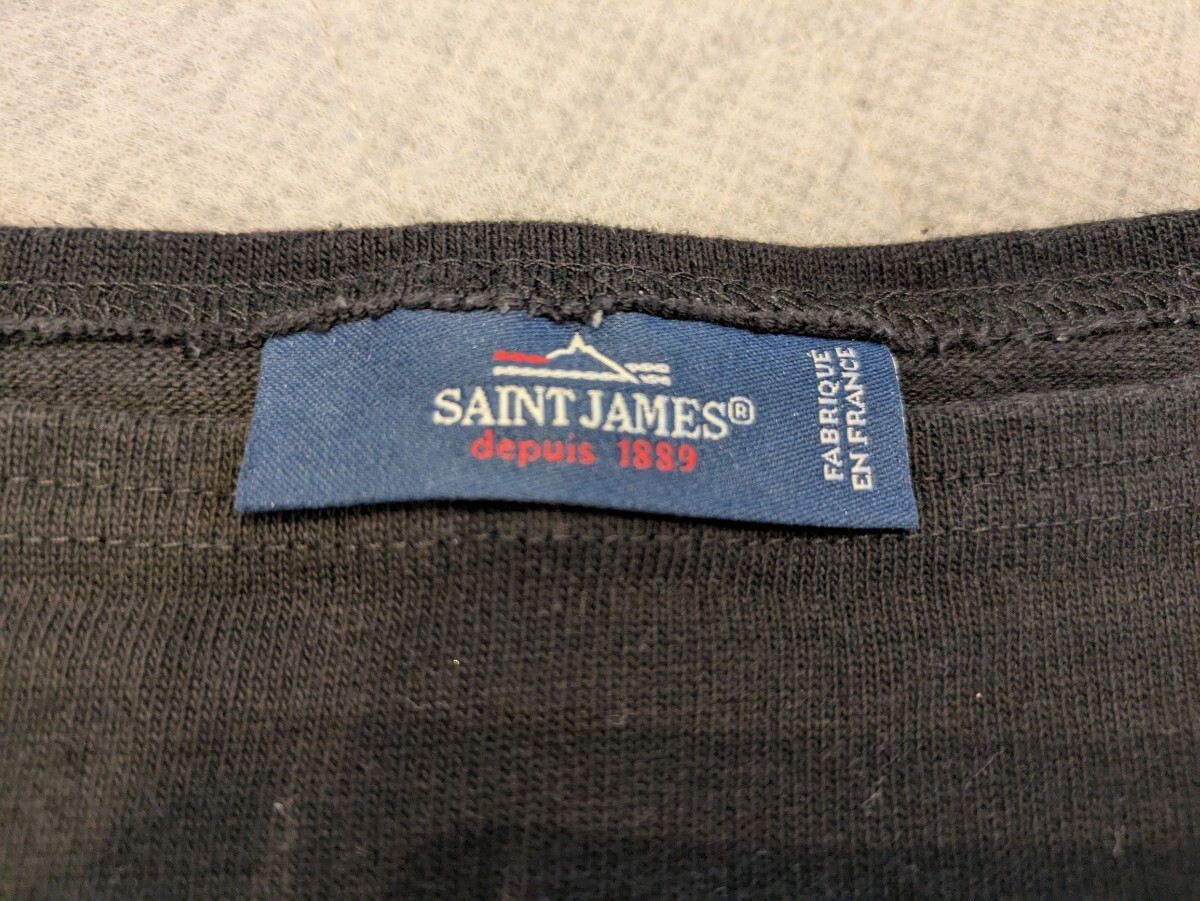 SAINT JAMES®
depuis 1889
FABRIQUÉ
EN FRANCE